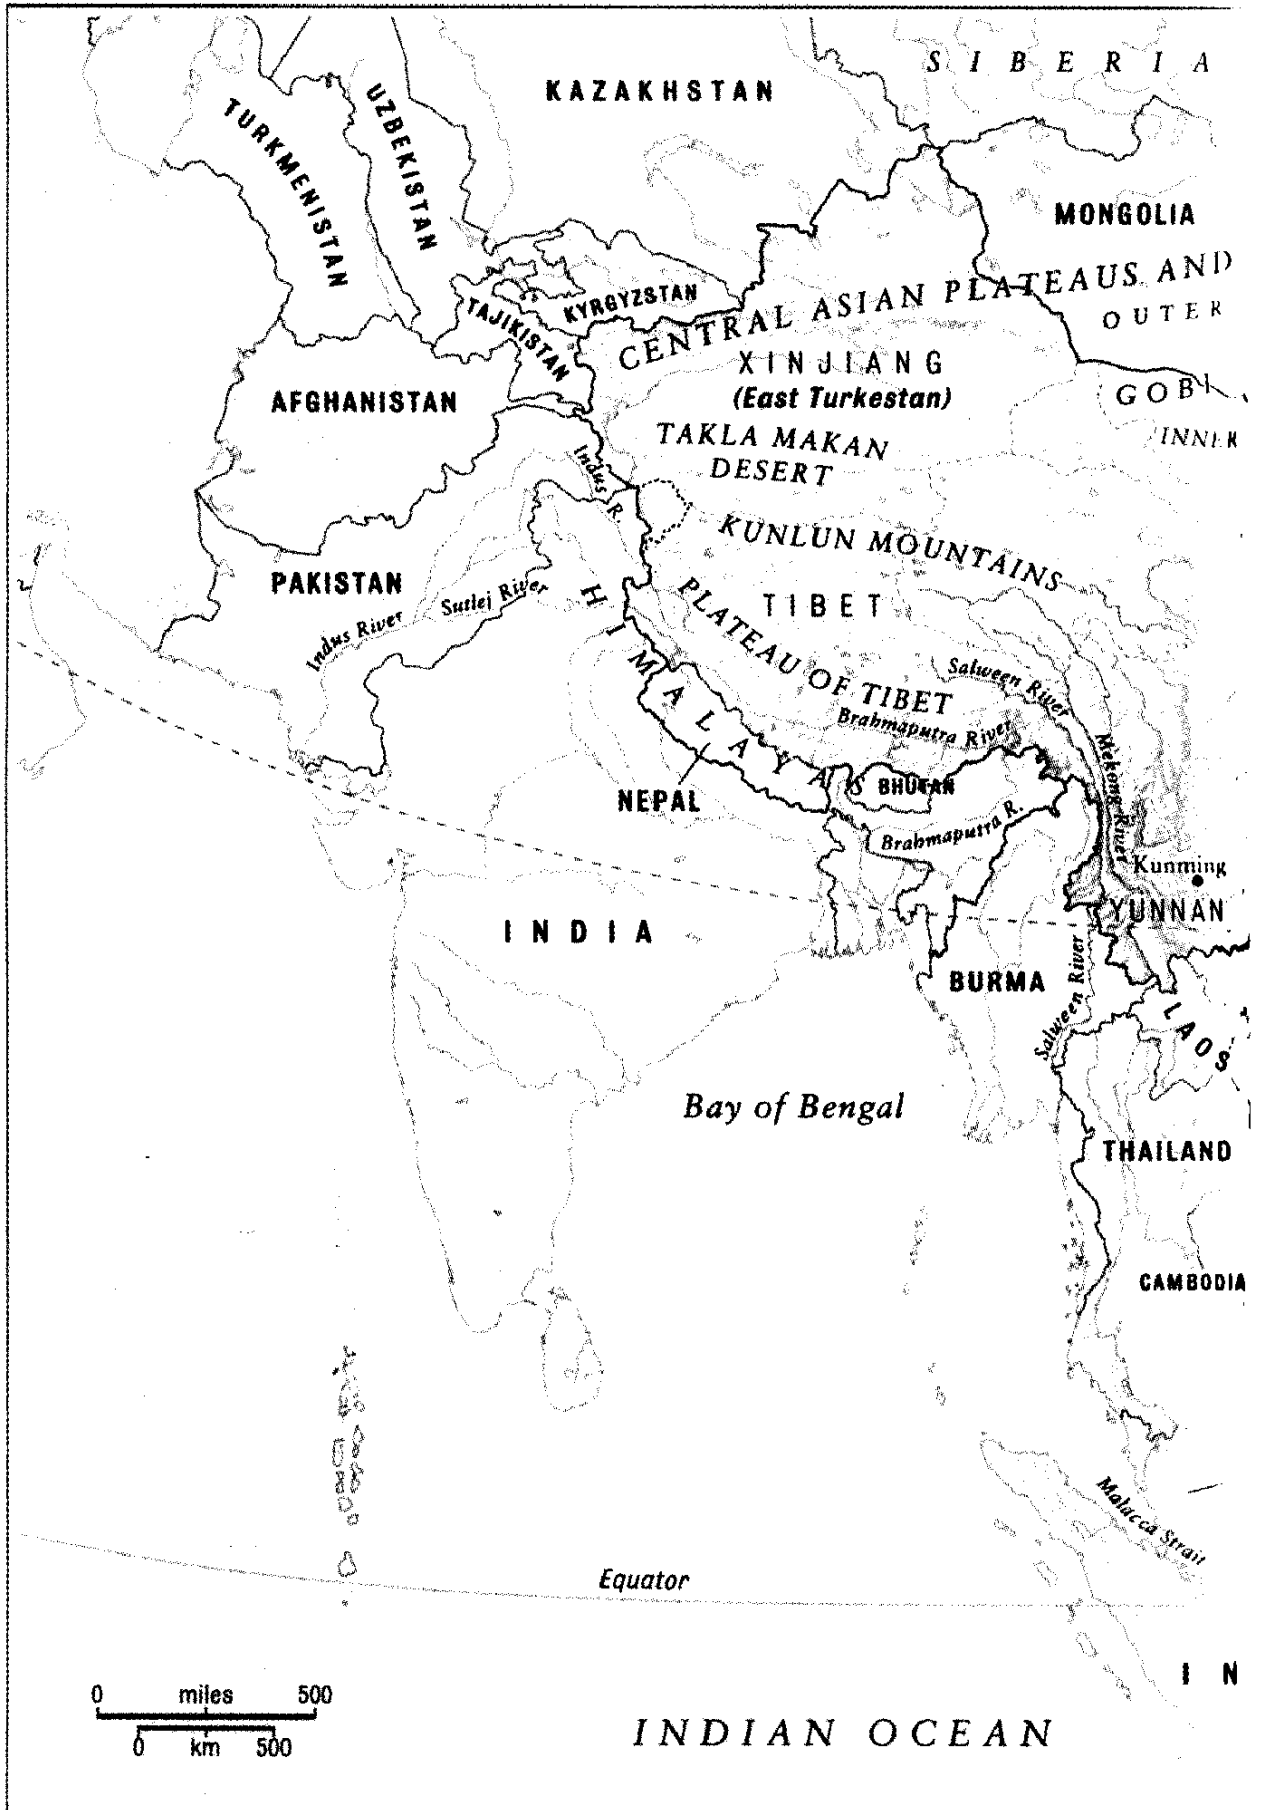 SIBERIA
KAZAKHSTAN
UZBEKISTAN
TURKMENISTAN
MONGOLIA
CENTRAL ASIAN PLATEAUS AND
KYRGYZSTAN
TAJIKISTAN
OUTER
XINJIANG
(East Turkestan)
GOBI
AFGHANISTAN
TAKLA MAKAN
DESERT
INNER
Indus R.
KUNLUN MOUNTAINS
PAKISTAN
Sutlej River
Indus River
TIBET
PLATEAU OF TIBET
HIMALAYAS
Salween River
Brahmaputra River
Mekong River
NEPAL
BHUTAN
Brahmaputra R.
Kunming
YUNNAN
INDIA
BURMA
Salween River
LAOS
Bay of Bengal
THAILAND
CAMBODIA
Malacca Strait
Equator
IN
0 miles 500
0 km 500
INDIAN OCEAN